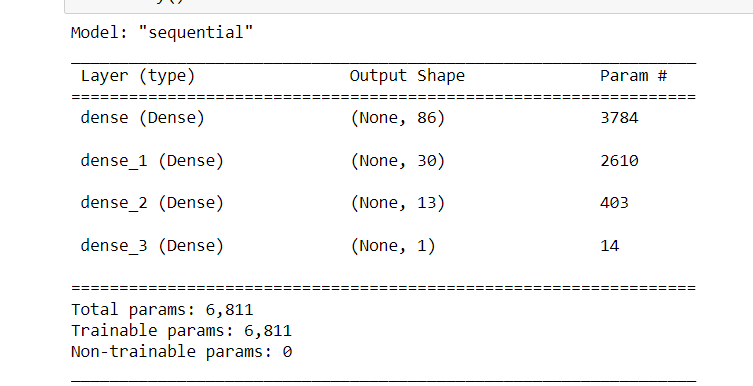 Model: "sequential"
Layer (type) Output Shape Param #
dense (Dense) (None, 86) 3784
dense_1 (Dense) (None, 30) 2610
dense_2 (Dense) (None, 13) 403
dense_3 (Dense) (None, 1) 14
Total params: 6,811
Trainable params: 6,811
Non-trainable params: 0